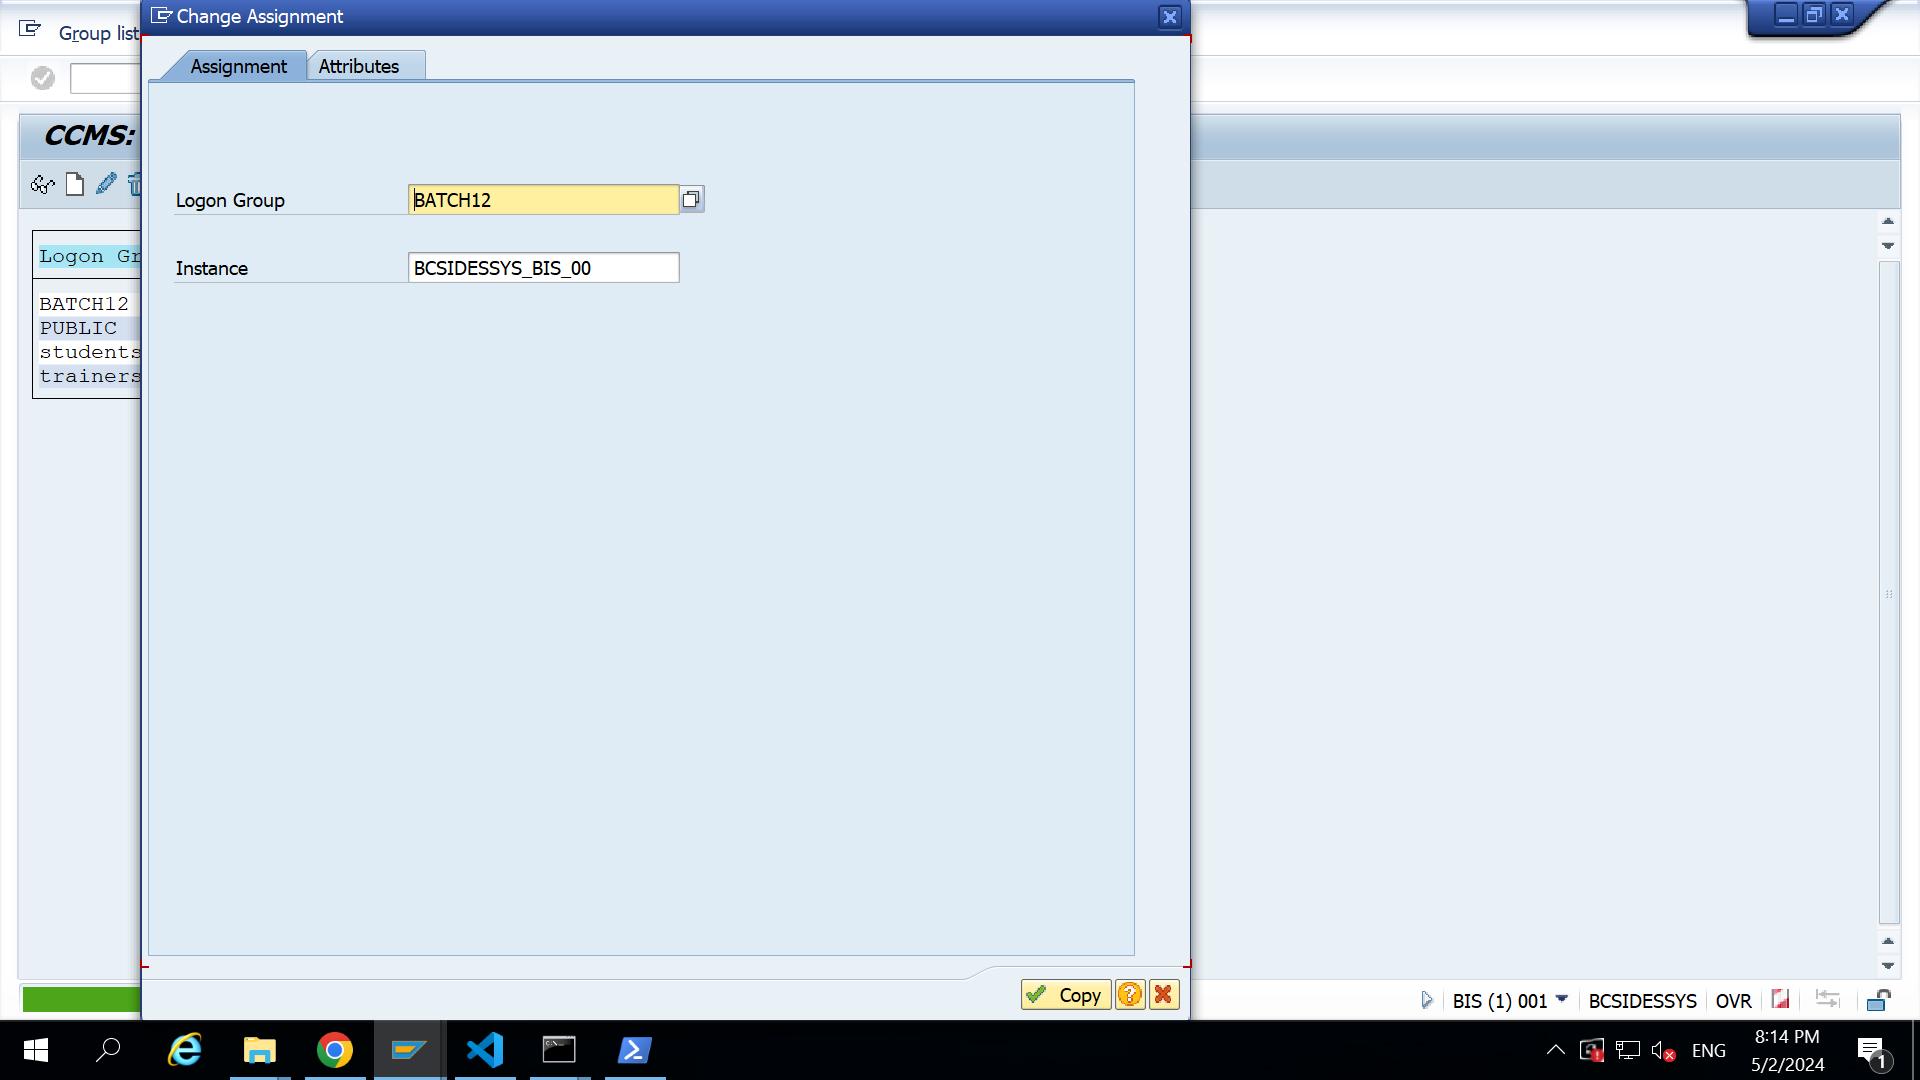 Change Assignment
Group list
Assignment
Attributes
CCMS:
Logon Group
BATCH12
Instance
BCSIDESSYS_BIS_00
Logon Gr
BATCH12
PUBLIC
students
trainers
Copy
BIS (1) 001
BCSIDESSYS
OVR
ENG
8:14 PM
5/2/2024
1